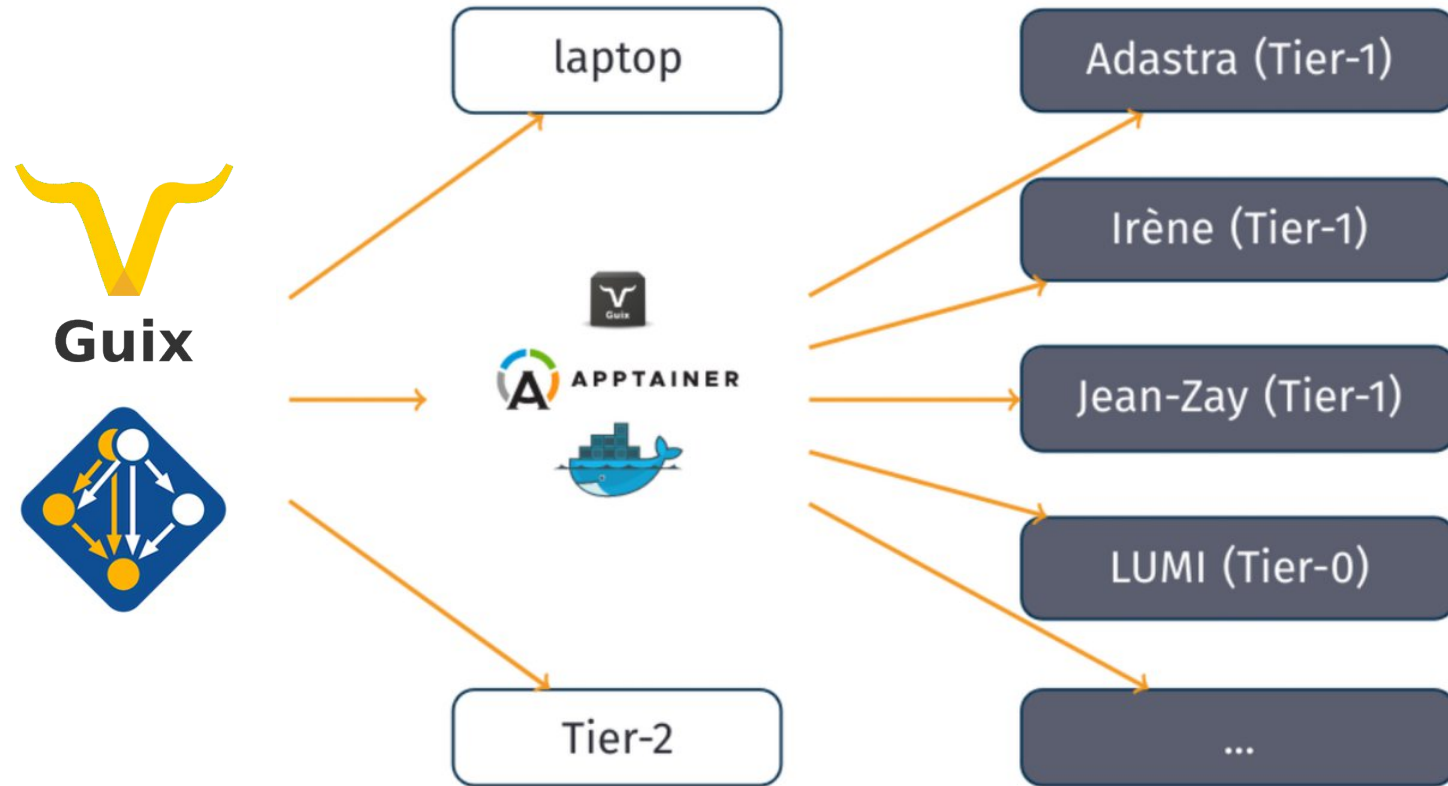 laptop
Adastra (Tier-1)
Irène (Tier-1)
Guix
Guix
APPTAINER
Jean-Zay (Tier-1)
LUMI (Tier-0)
Tier-2
...